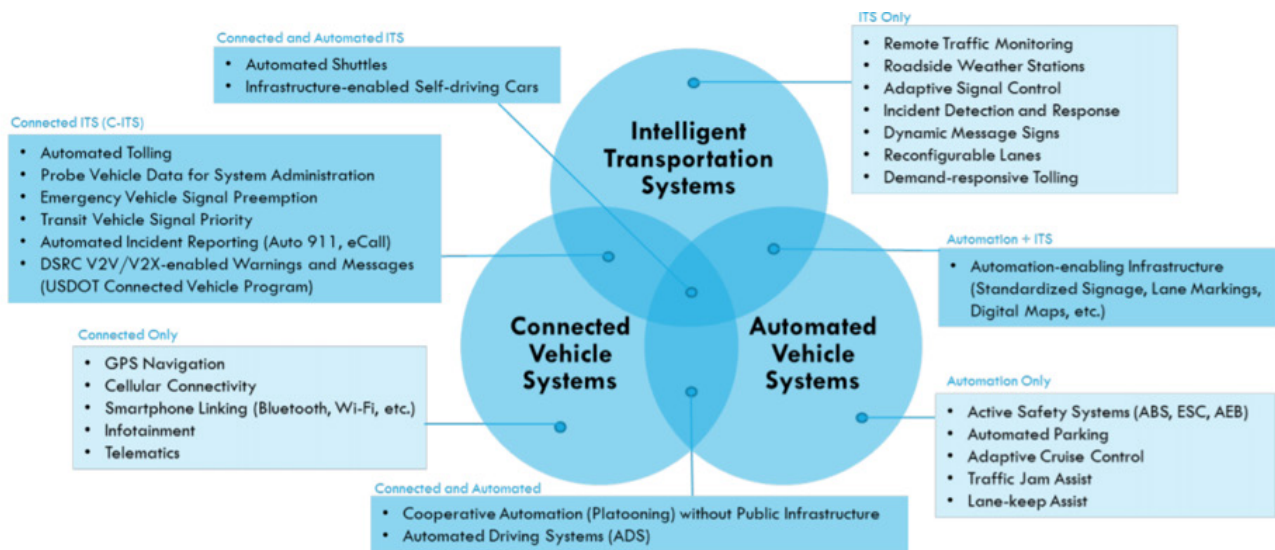 Connected and Automated ITS
• Automated Shuttles
• Infrastructure-enabled Self-driving Cars
ITS Only
• Remote Traffic Monitoring
• Roadside Weather Stations
• Adaptive Signal Control
• Incident Detection and Response
• Dynamic Message Signs
• Reconfigurable Lanes
• Demand-responsive Tolling
Connected ITS (C-ITS)
• Automated Tolling
• Probe Vehicle Data for System Administration
• Emergency Vehicle Signal Preemption
• Transit Vehicle Signal Priority
• Automated Incident Reporting (Auto 911, eCall)
• DSRC V2V/V2X-enabled Warnings and Messages
(USDOT Connected Vehicle Program)
Intelligent
Transportation
Systems
Automation + ITS
• Automation-enabling Infrastructure
(Standardized Signage, Lane Markings,
Digital Maps, etc.)
Connected Only
• GPS Navigation
• Cellular Connectivity
• Smartphone Linking (Bluetooth, Wi-Fi, etc.)
• Infotainment
• Telematics
Connected
Vehicle
Systems
Automated
Vehicle
Systems
Automation Only
• Active Safety Systems (ABS, ESC, AEB)
• Automated Parking
• Adaptive Cruise Control
• Traffic Jam Assist
• Lane-keep Assist
Connected and Automated
• Cooperative Automation (Platooning) without Public Infrastructure
• Automated Driving Systems (ADS)